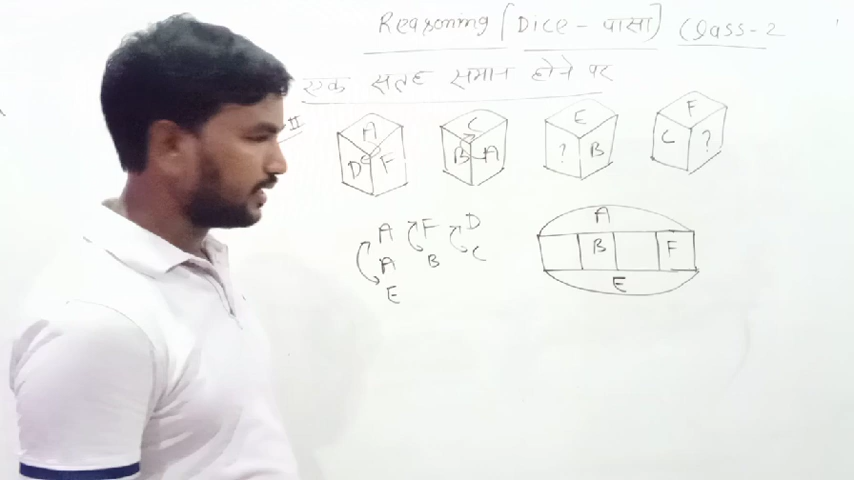 Reasoning [Dice - पासा] Class-2
एक सतह समान होने पर
II
A D F
C B A
E ? B
F C ?
A F D
A B C
E
A
B F
E